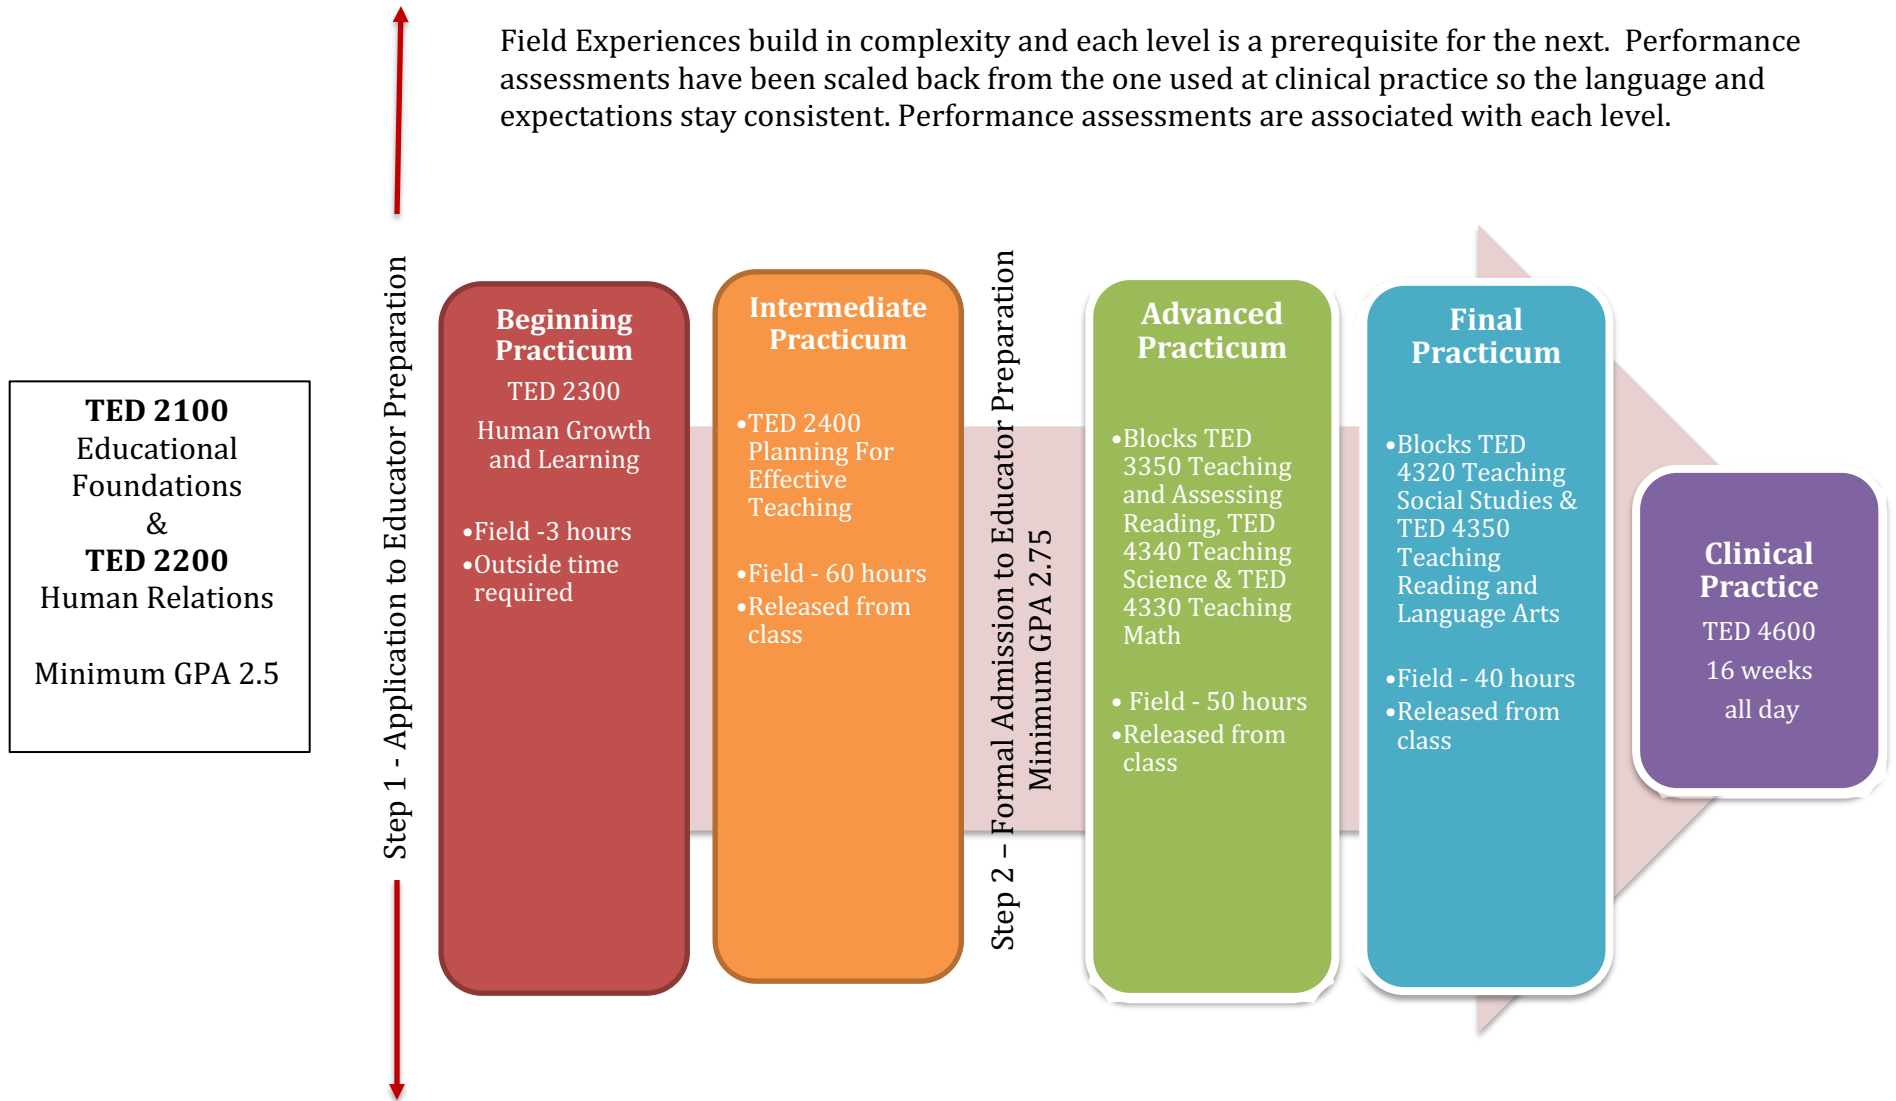 Field Experiences build in complexity and each level is a prerequisite for the next.  Performance
assessments have been scaled back from the one used at clinical practice so the language and
expectations stay consistent. Performance assessments are associated with each level.
TED 2100
Educational
Foundations
&
TED 2200
Human Relations
Minimum GPA 2.5
Step 1 - Application to Educator Preparation
Beginning
Practicum
TED 2300
Human Growth
and Learning
•Field -3 hours
•Outside time
required
Intermediate
Practicum
•TED 2400
Planning For
Effective
Teaching
•Field - 60 hours
•Released from
class
Step 2 – Formal Admission to Educator Preparation
Minimum GPA 2.75
Advanced
Practicum
•Blocks TED
3350 Teaching
and Assessing
Reading, TED
4340 Teaching
Science & TED
4330 Teaching
Math
• Field - 50 hours
•Released from
class
Final
Practicum
•Blocks TED
4320 Teaching
Social Studies &
TED 4350
Teaching
Reading and
Language Arts
•Field - 40 hours
•Released from
class
Clinical
Practice
TED 4600
16 weeks
all day